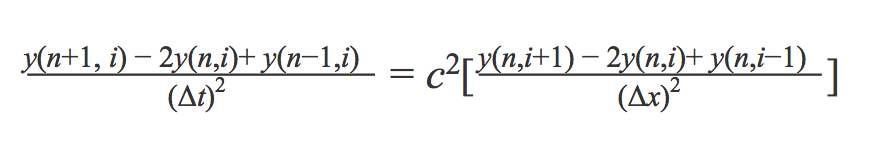 y(n+1, i) − 2y(n,i)+ y(n−1,i) / (Δt)² = c²[ y(n,i+1) − 2y(n,i)+ y(n,i−1) / (Δx)² ]